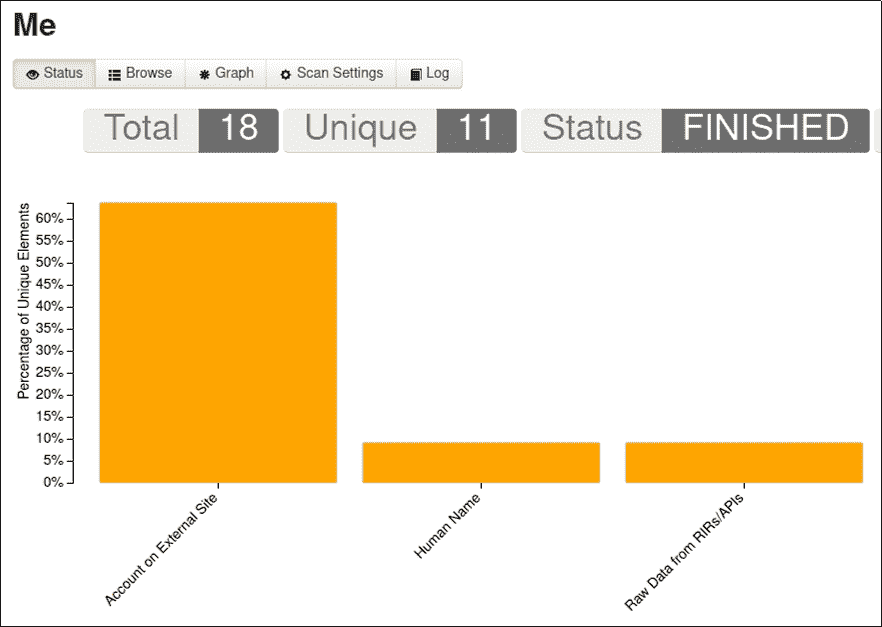 Me
Status Browse Graph Scan Settings Log
Total 18 Unique 11 Status FINISHED
Percentage of Unique Elements
60%
55%
50%
45%
40%
35%
30%
25%
20%
15%
10%
5%
0%
Account on External Site
Human Name
Raw Data from RIRs/APIs